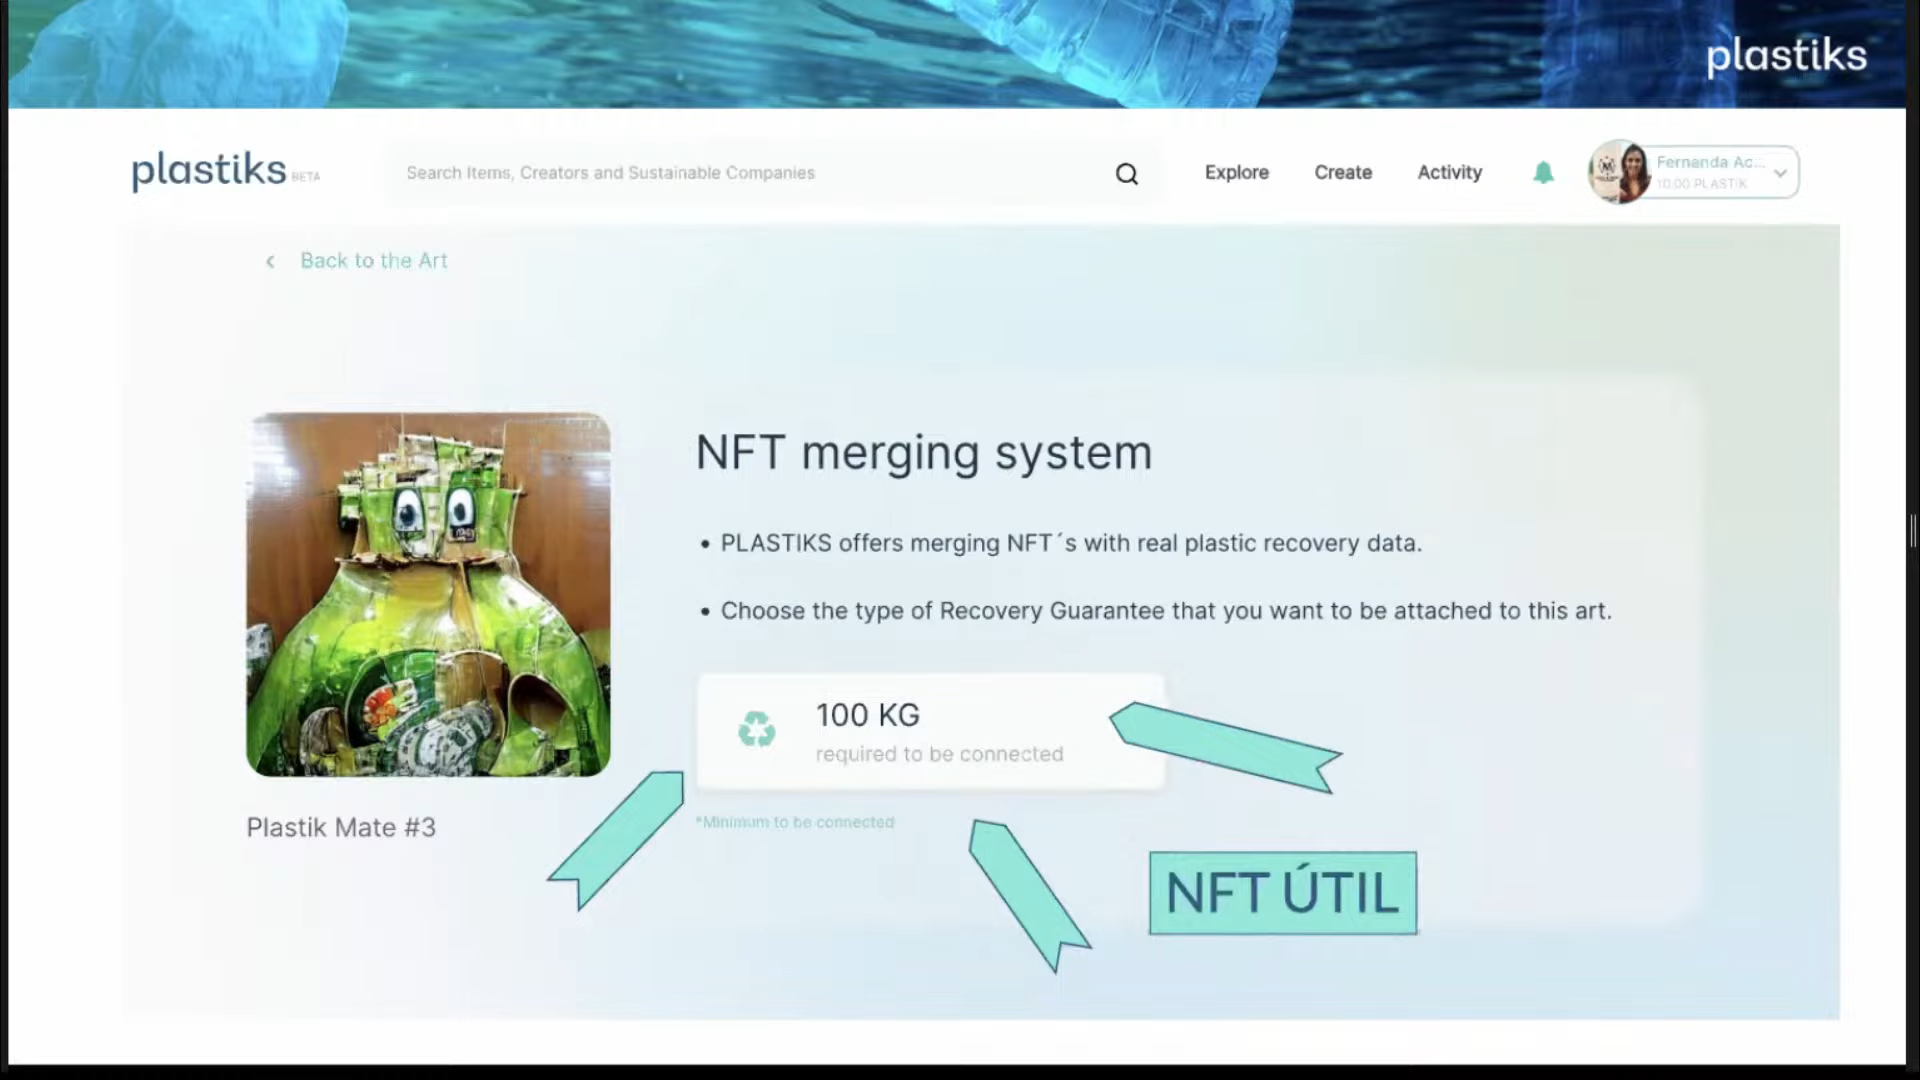 plastiks
plastiks BETA
Search Items, Creators and Sustainable Companies
Explore
Create
Activity
Fernanda Ac...
10.00 PLASTIK
Back to the Art
NFT merging system
• PLASTIKS offers merging NFT´s with real plastic recovery data.
• Choose the type of Recovery Guarantee that you want to be attached to this art.
100 KG
required to be connected
*Minimum to be connected
Plastik Mate #3
NFT ÚTIL